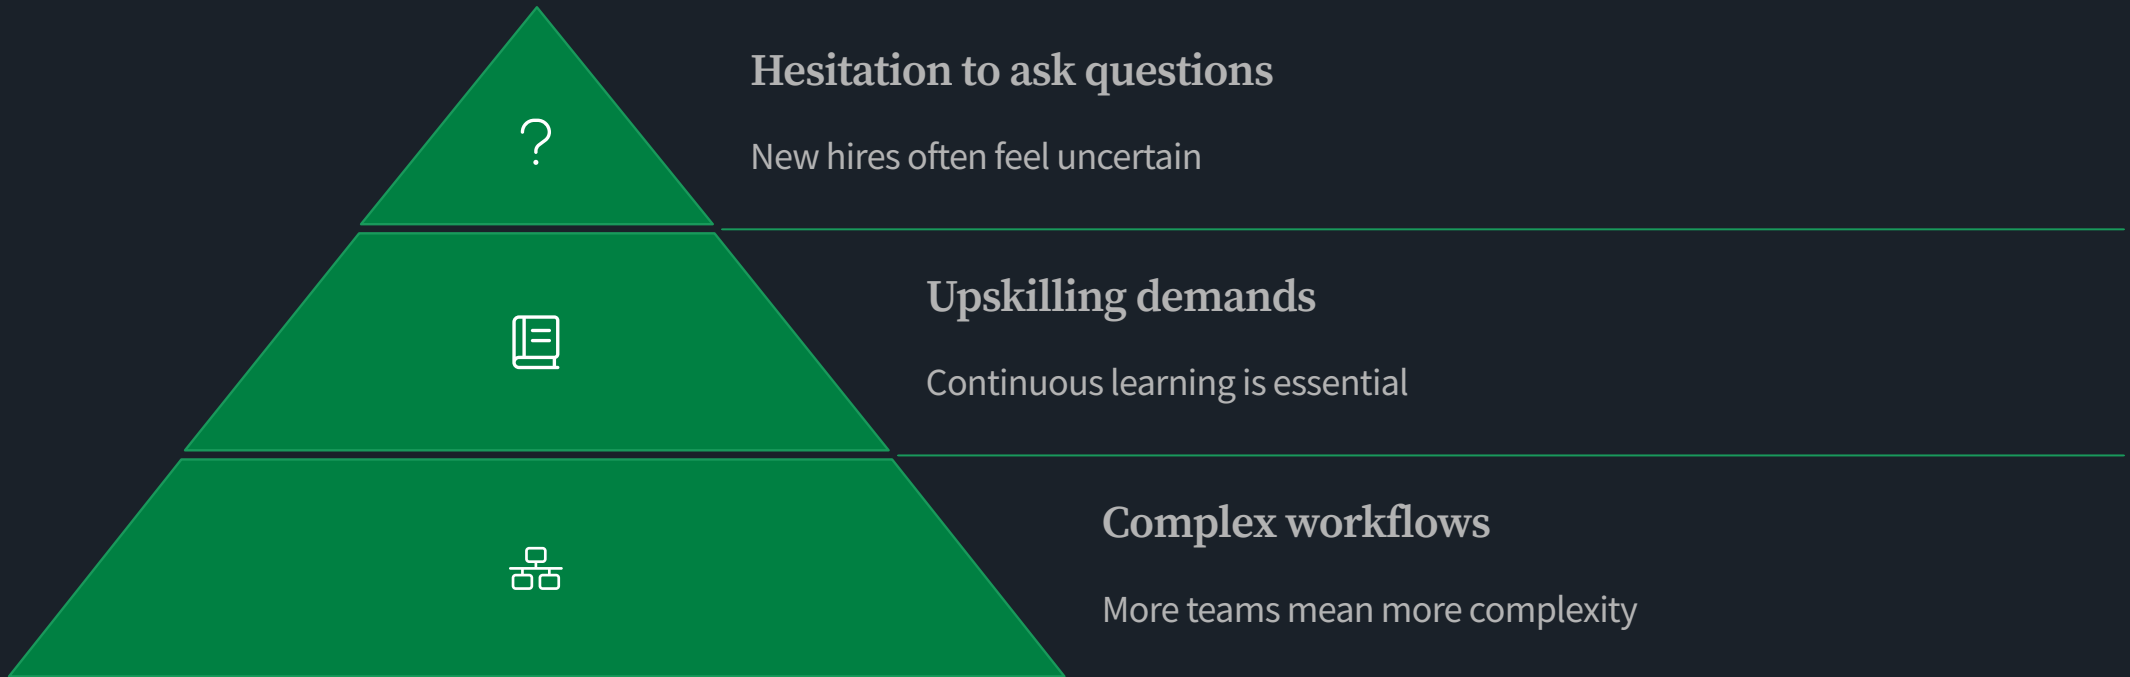 Hesitation to ask questions
New hires often feel uncertain
Upskilling demands
Continuous learning is essential
Complex workflows
More teams mean more complexity